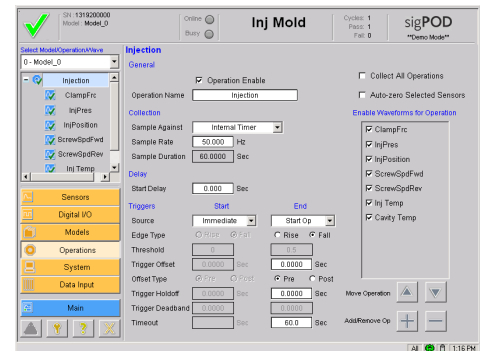 SN : 1319200000
Model : Model_0
Online
Busy
Inj Mold
Cycles: 1
Pass: 1
Fail: 0
sigPOD
**Demo Mode**
Select Model/Operation/Wave
0 - Model_0
Injection
ClampFrc
InjPres
InjPosition
ScrewSpdFwd
ScrewSpdRev
Inj Temp
Sensors
Digital I/O
Models
Operations
System
Data Input
Main
Injection
General
Operation Enable
Operation Name Injection
Collection
Sample Against Internal Timer
Sample Rate 50.000 Hz
Sample Duration 60.0000 Sec
Delay
Start Delay 0.000 Sec
Triggers Start End
Source Immediate Start Op
Edge Type Rise Fall Rise Fall
Threshold 0 0.5
Trigger Offset 0.0000 Sec 0.0000 Sec
Offset Type Pre Post Pre Post
Trigger Holdoff 0.0000 Sec 0.0000 Sec
Trigger Deadband 0.0000 Sec 0.0000 Sec
Timeout Sec 60.0 Sec
Collect All Operations
Auto-zero Selected Sensors
Enable Waveforms for Operation
ClampFrc
InjPres
InjPosition
ScrewSpdFwd
ScrewSpdRev
Inj Temp
Cavity Temp
Move Operation
Add/Remove Op
All 1:16 PM